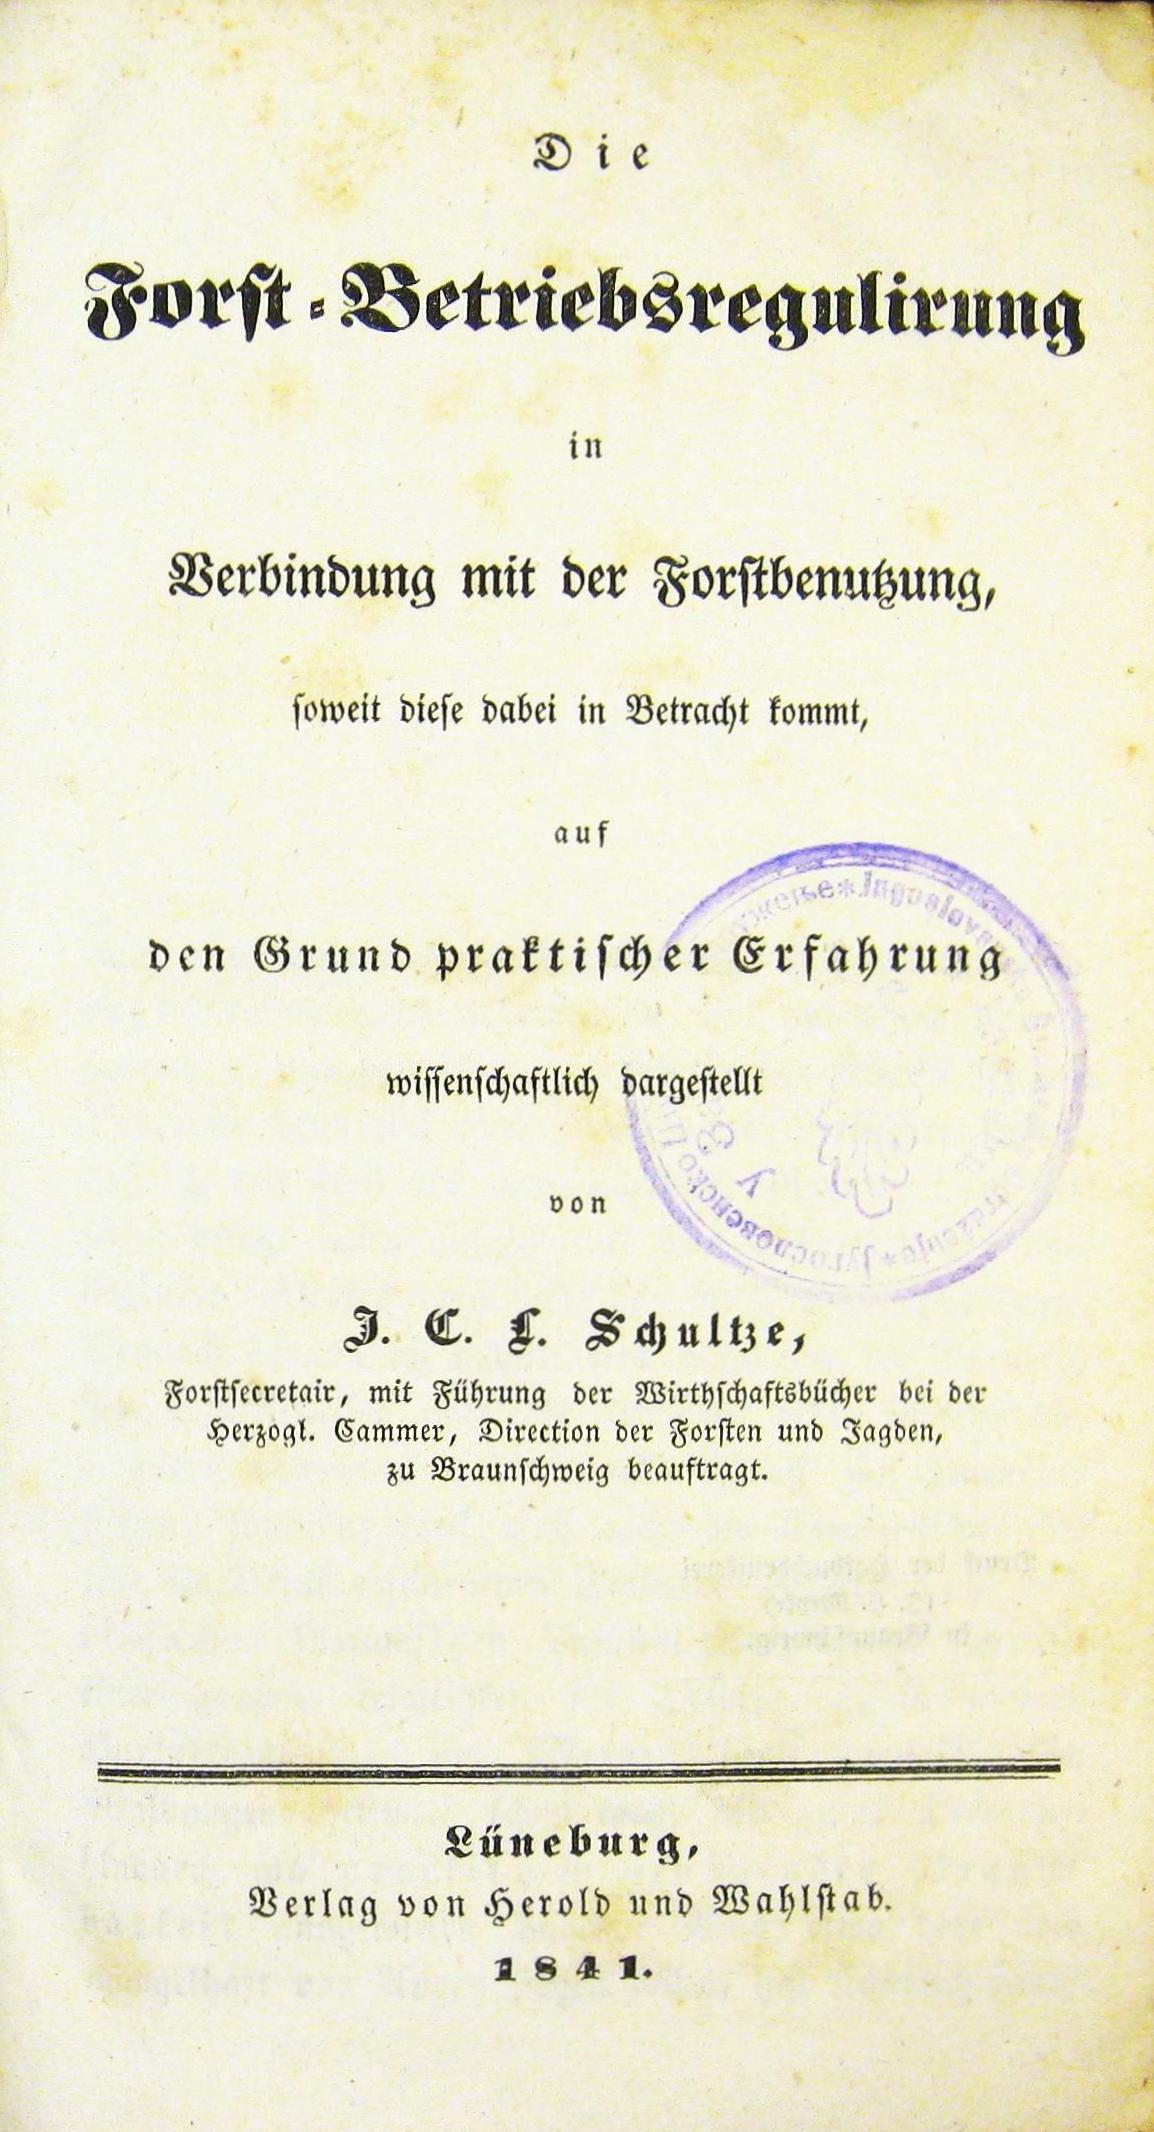 Die
Forst-Betriebsregulirung
in
Verbindung mit der Forstbenutzung,
soweit diese dabei in Betracht kommt,
auf
den Grund praktischer Erfahrung
wissenschaftlich dargestellt
von
J. C. L. Schultze,
Forstsecretair, mit Führung der Wirthschaftsbücher bei der
Herzogl. Cammer, Direction der Forsten und Jagden,
zu Braunschweig beauftragt.
Lüneburg,
Verlag von Herold und Wahlstab.
1841.